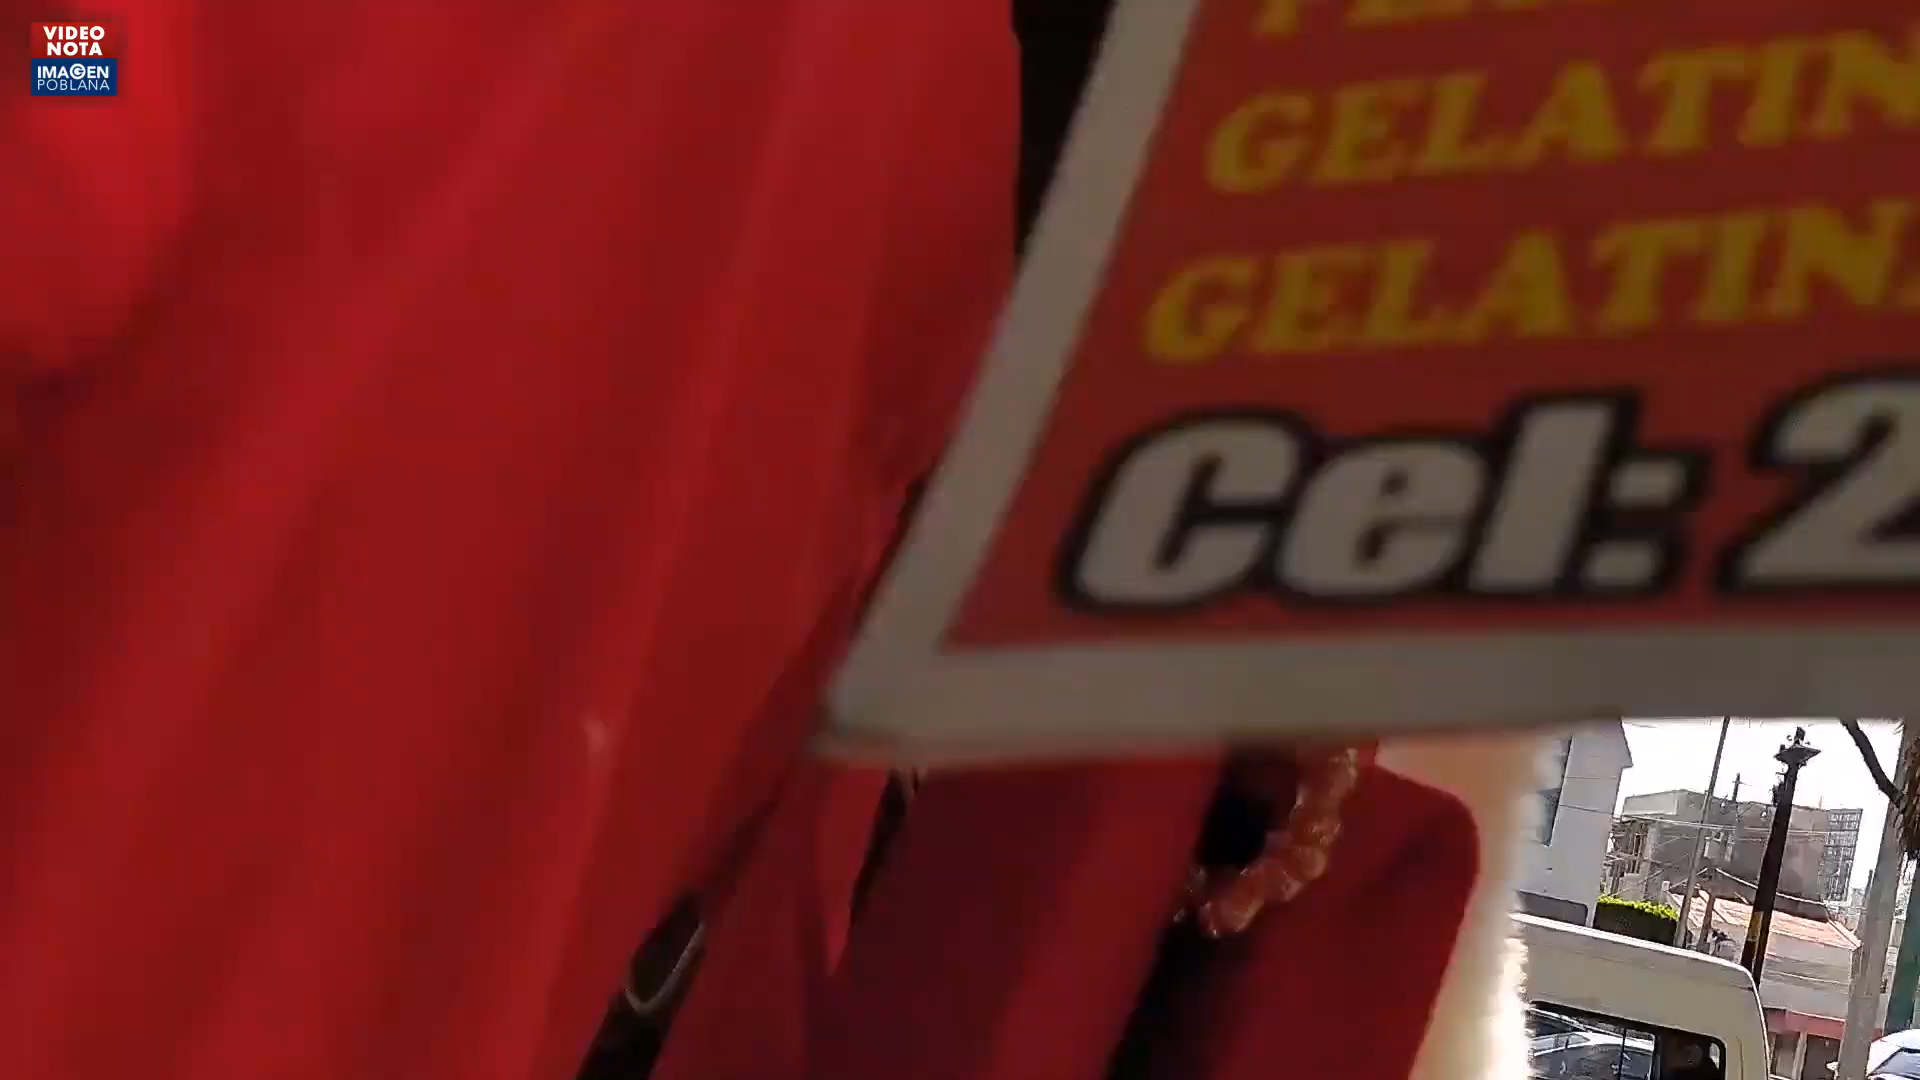 VIDEO
NOTA
IMAGEN
POBLANA
GELATIN
GELATIN
Cel: 2